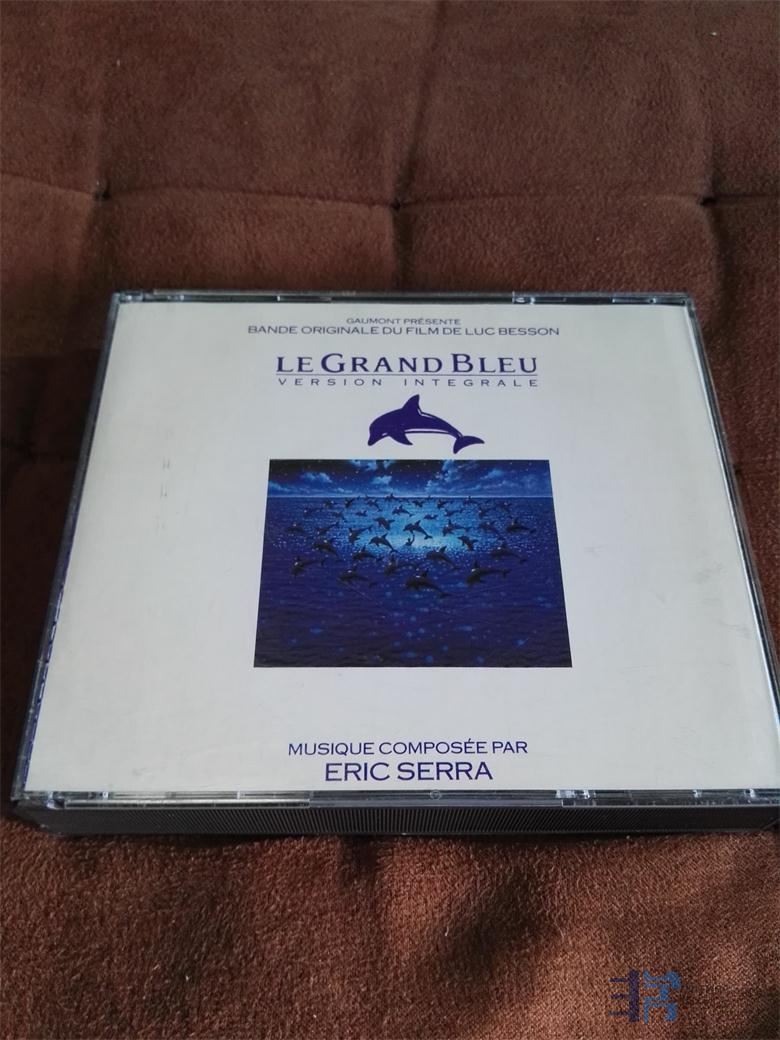 GAUMONT PRÉSENTE
BANDE ORIGINALE DU FILM DE LUC BESSON
LE GRAND BLEU
VERSION INTEGRALE
MUSIQUE COMPOSÉE PAR
ERIC SERRA